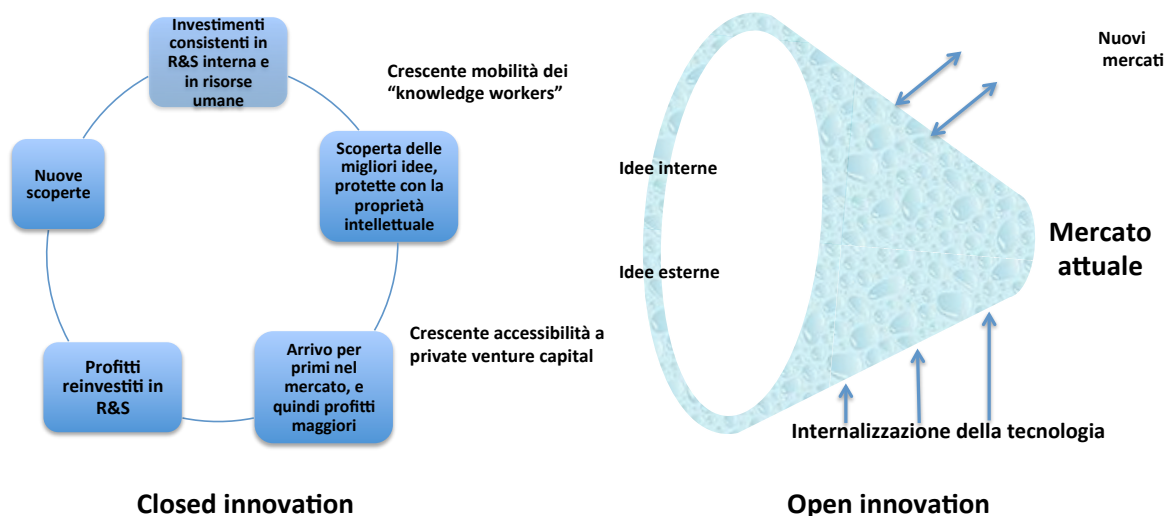 Investimenti
consistenti in
R&S interna e
in risorse
umane
Crescente mobilità dei
“knowledge workers”
Scoperta delle
migliori idee,
protette con la
proprietà
intellettuale
Nuove
scoperte
Crescente accessibilità a
private venture capital
Arrivo per
primi nel
mercato, e
quindi profitti
maggiori
Profitti
reinvestiti in
R&S
Closed innovation
Nuovi
mercati
Idee interne
Idee esterne
Mercato
attuale
Internalizzazione della tecnologia
Open innovation